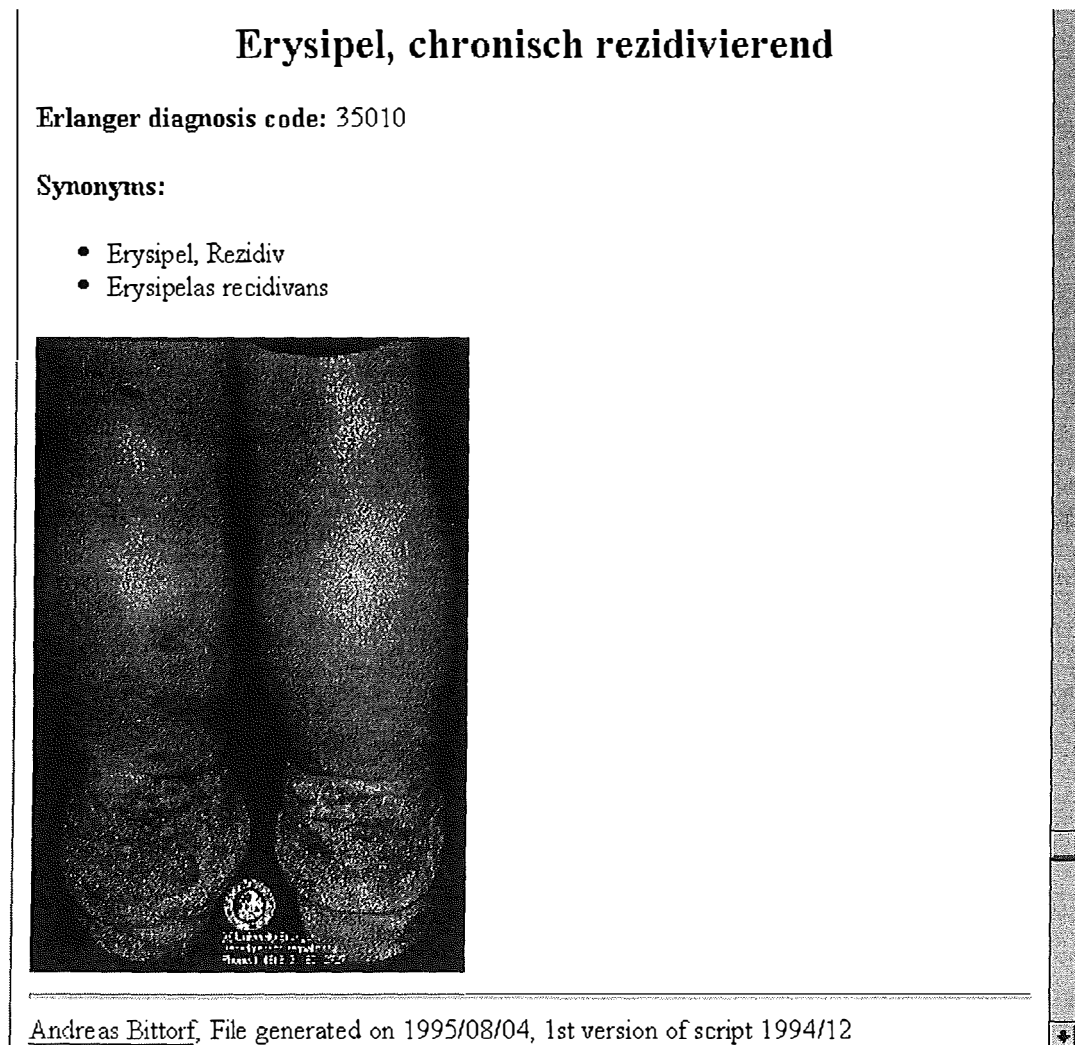 Erysipel, chronisch rezidivierend
Erlanger diagnosis code: 35010
Synonyms:
Erysipel, Rezidiv
Erysipelas recidivans
Andreas Bittorf, File generated on 1995/08/04, 1st version of script 1994/12